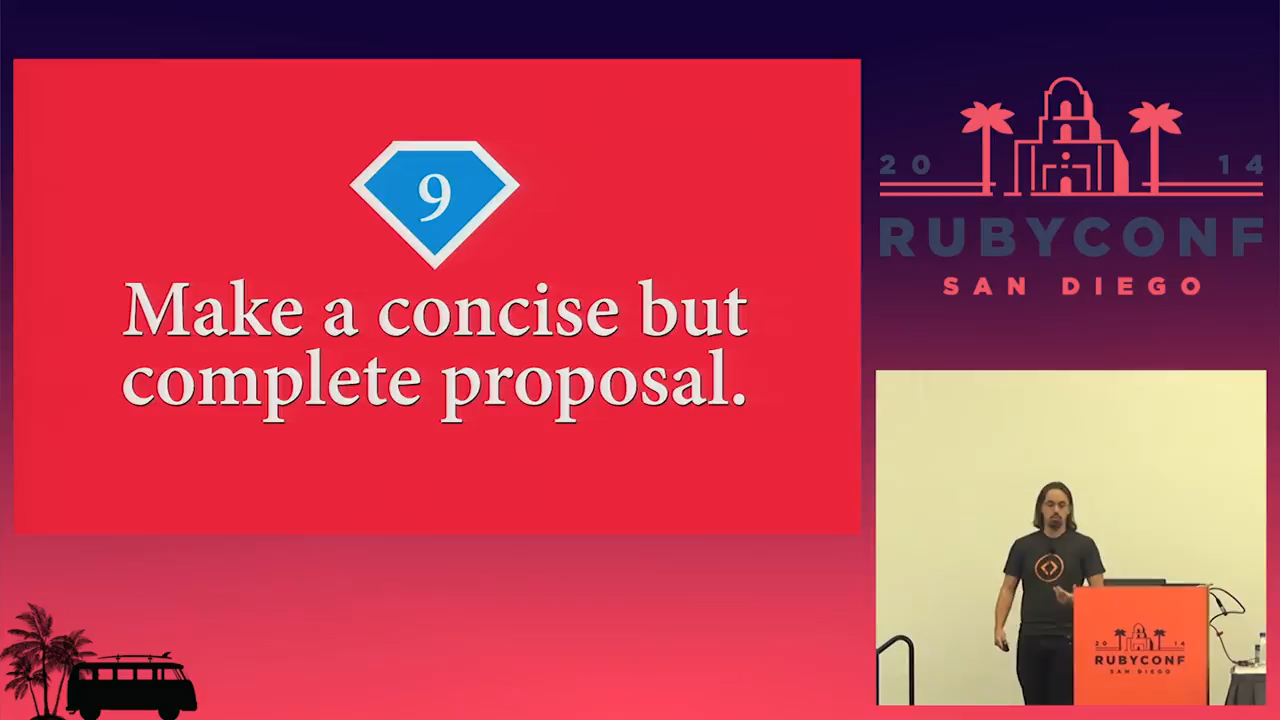 9
Make a concise but
complete proposal.
20 14
RUBYCONF
SAN DIEGO
20 14
RUBYCONF
SAN DIEGO